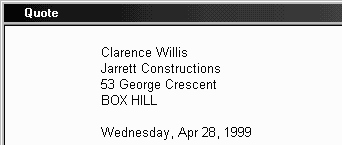 Quote
Clarence Willis
Jarrett Constructions
53 George Crescent
BOX HILL
Wednesday, Apr 28, 1999